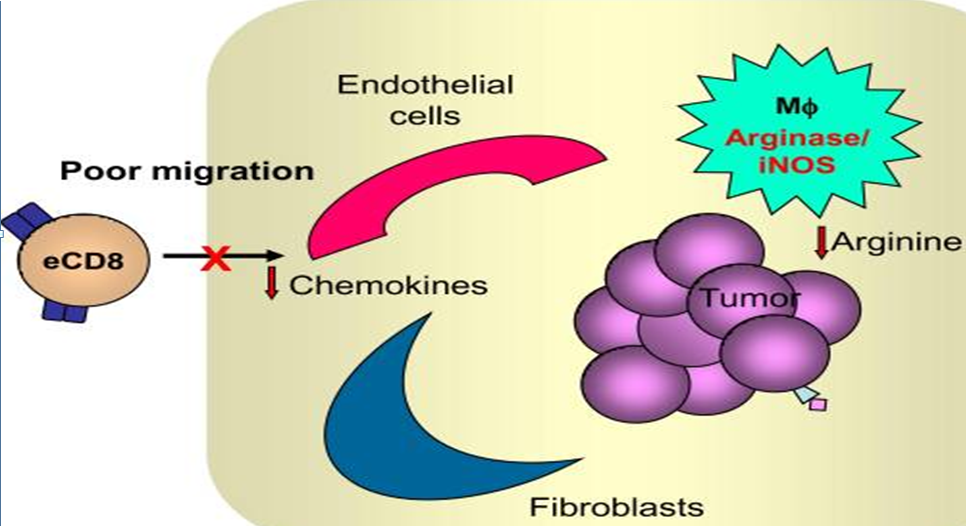 Endothelial
cells
Mϕ
Arginase/
iNOS
Poor migration
eCD8
X
Arginine
Chemokines
Tumor
Fibroblasts